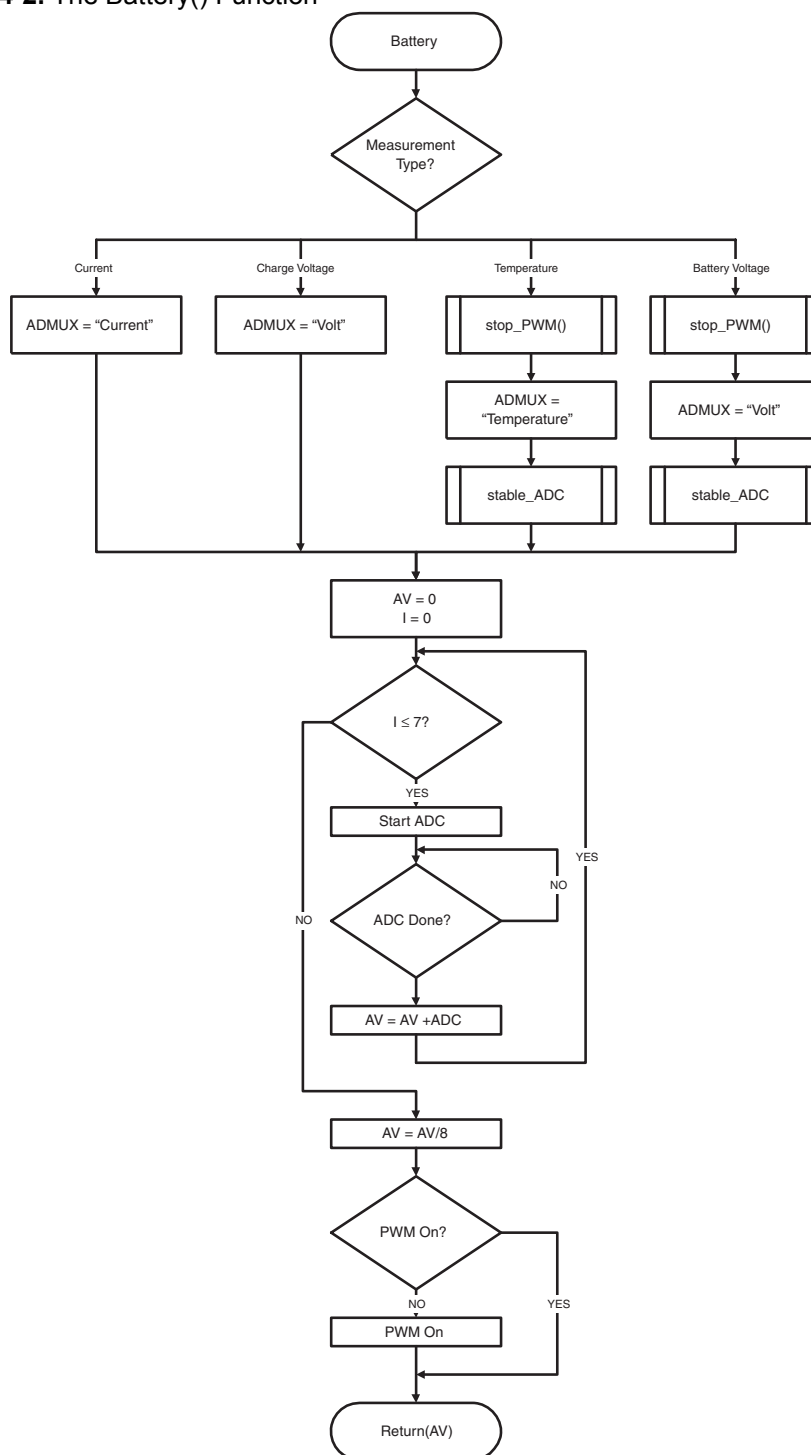 4-2. The Battery() Function
Battery
Measurement
Type?
Current
Charge Voltage
Temperature
Battery Voltage
ADMUX = “Current”
ADMUX = “Volt”
stop_PWM()
stop_PWM()
ADMUX =
“Temperature”
ADMUX = “Volt”
stable_ADC
stable_ADC
AV = 0
I = 0
I ≤ 7?
YES
Start ADC
YES
NO
ADC Done?
NO
AV = AV +ADC
AV = AV/8
PWM On?
NO
YES
PWM On
Return(AV)